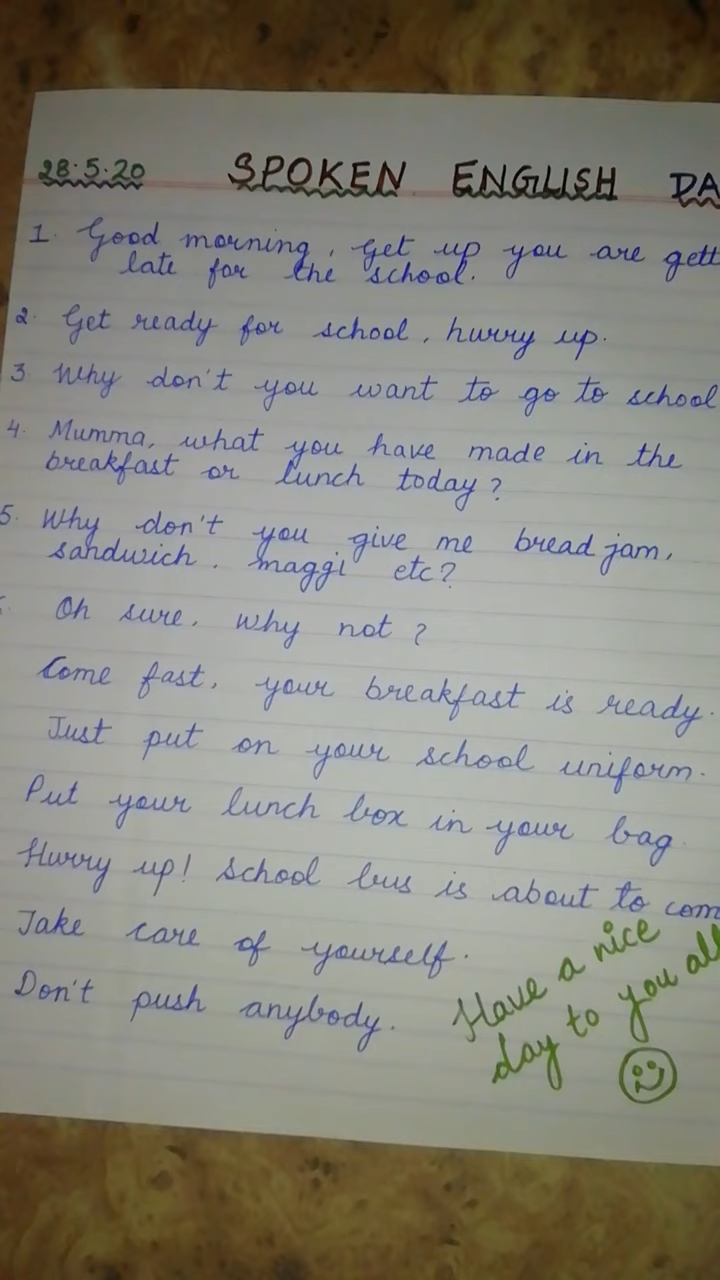 28.5.20 SPOKEN ENGLISH DA
1. Good morning, Get up you are gett
late for the school.
2. Get ready for school, hurry up.
3. Why don't you want to go to school
4. Mumma, what you have made in the
breakfast or lunch today?
5. Why don't you give me bread jam,
sandwich, maggi etc?
Oh sure, why not?
Come fast, your breakfast is ready.
Just put on your school uniform.
Put your lunch box in your bag
Hurry up! School bus is about to com
Take care of yourself.
Don't push anybody.
Have a nice
day to you all